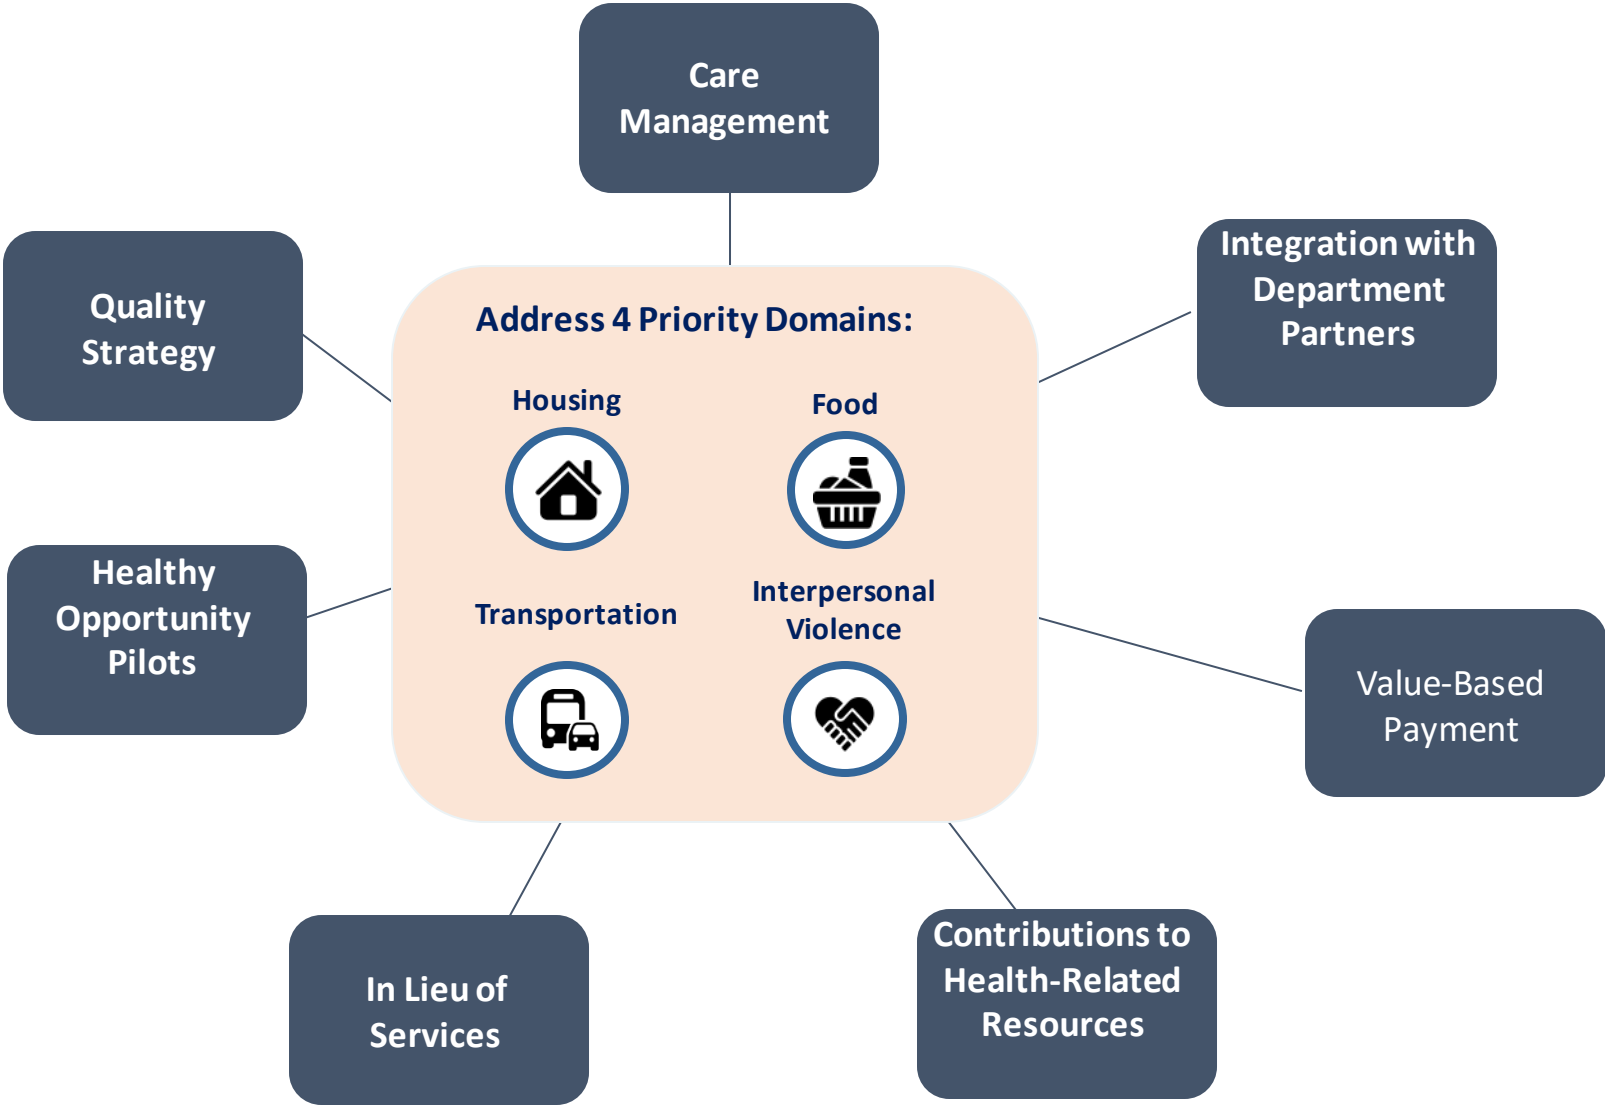 Care
Management
Integration with
Department
Partners
Quality
Strategy
Address 4 Priority Domains:
Housing
Food
Healthy
Opportunity
Pilots
Transportation
Interpersonal
Violence
Value-Based
Payment
In Lieu of
Services
Contributions to
Health-Related
Resources